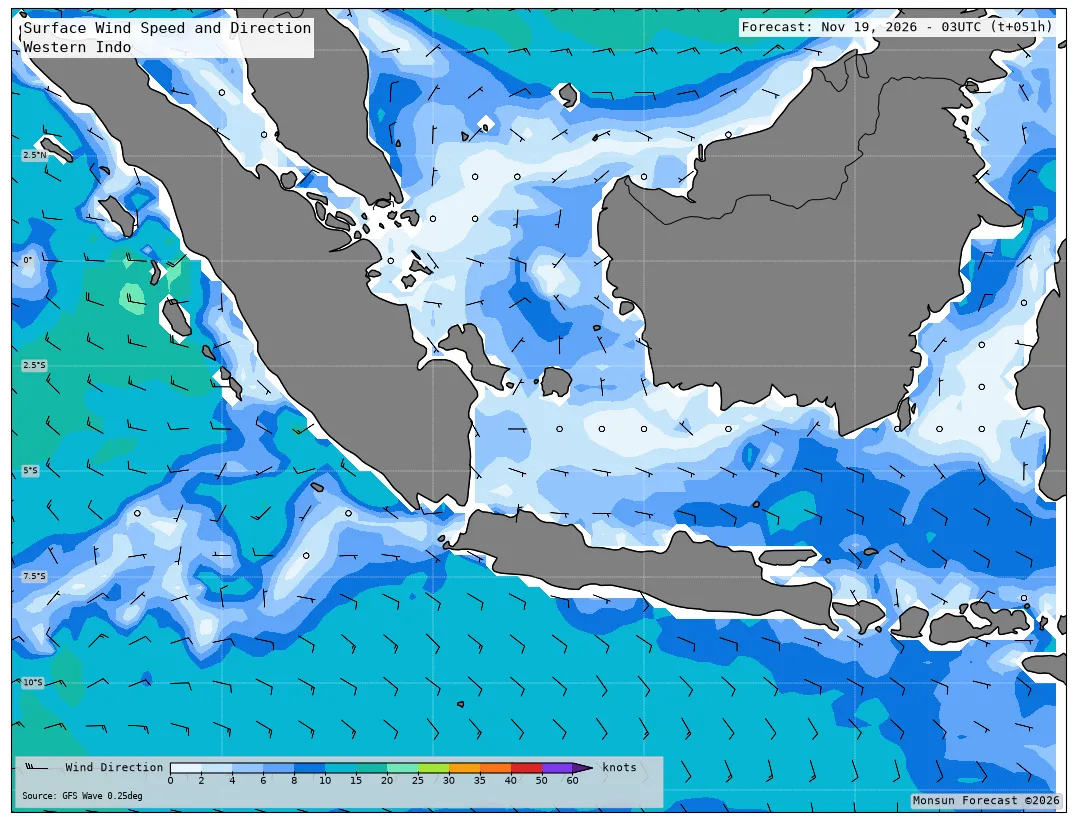 Surface Wind Speed and Direction
Western Indo
Forecast: Nov 19, 2026 - 03UTC (t+051h)
2.5°N
0°
2.5°S
5°S
7.5°S
10°S
Wind Direction
0 2 4 6 8 10 15 20 25 30 40 50 60
knots
Source: GFS Wave 0.25deg
Monsun Forecast ©2026